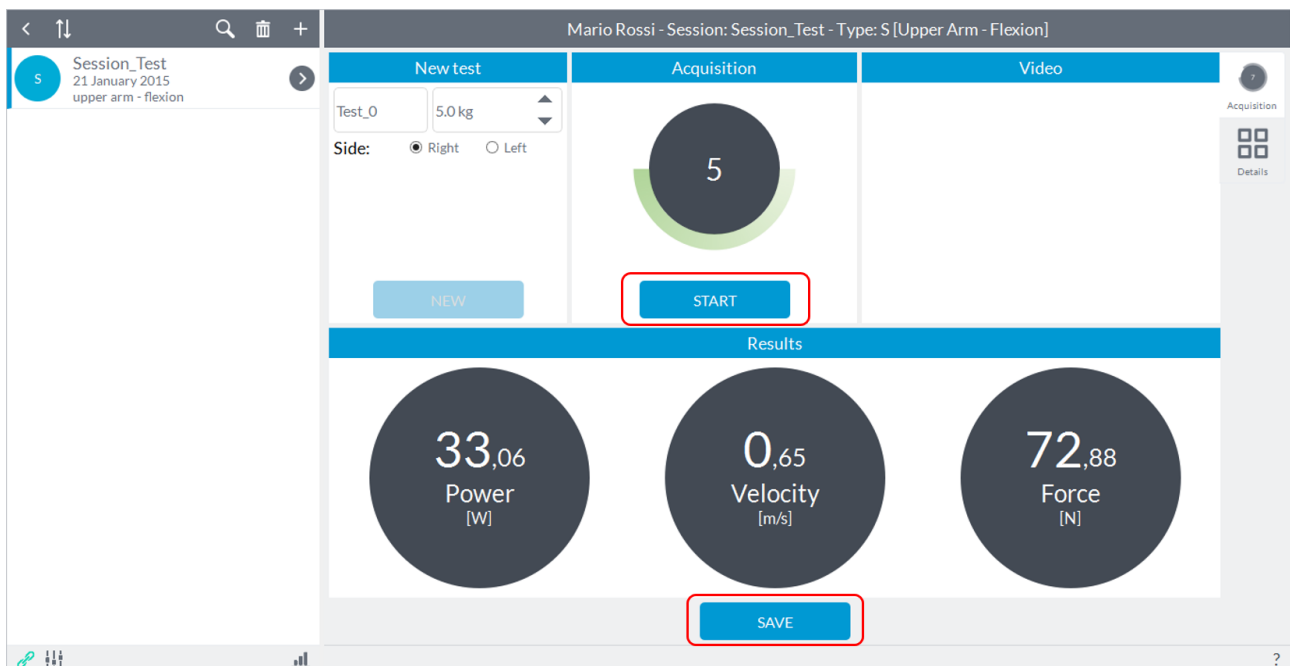 Mario Rossi - Session: Session_Test - Type: S [Upper Arm - Flexion]
S
Session_Test
21 January 2015
upper arm - flexion
New test
Acquisition
Video
Test_0
5.0 kg
Side:
Right
Left
5
NEW
START
7
Acquisition
Details
Results
33,06
Power
[W]
0,65
Velocity
[m/s]
72,88
Force
[N]
SAVE
?